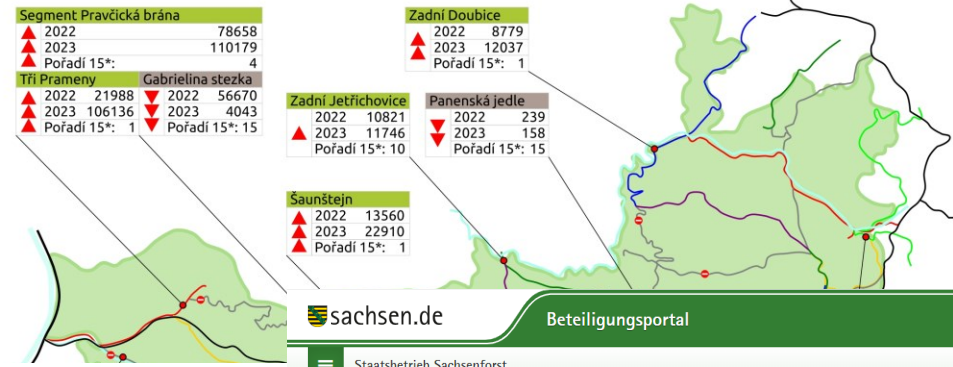 Segment Pravčická brána
2022 78658
2023 110179
Pořadí 15*: 4
Tři Prameny
2022 21988
2023 106136
Pořadí 15*: 1
Gabrielina stezka
2022 56670
2023 4043
Pořadí 15*: 15
Zadní Doubice
2022 8779
2023 12037
Pořadí 15*: 1
Zadní Jetřichovice
2022 10821
2023 11746
Pořadí 15*: 10
Panenská jedle
2022 239
2023 158
Pořadí 15*: 15
Šaunštejn
2022 13560
2023 22910
Pořadí 15*: 1
sachsen.de
Beteiligungsportal
Staatsbetrieb Sachsenforst